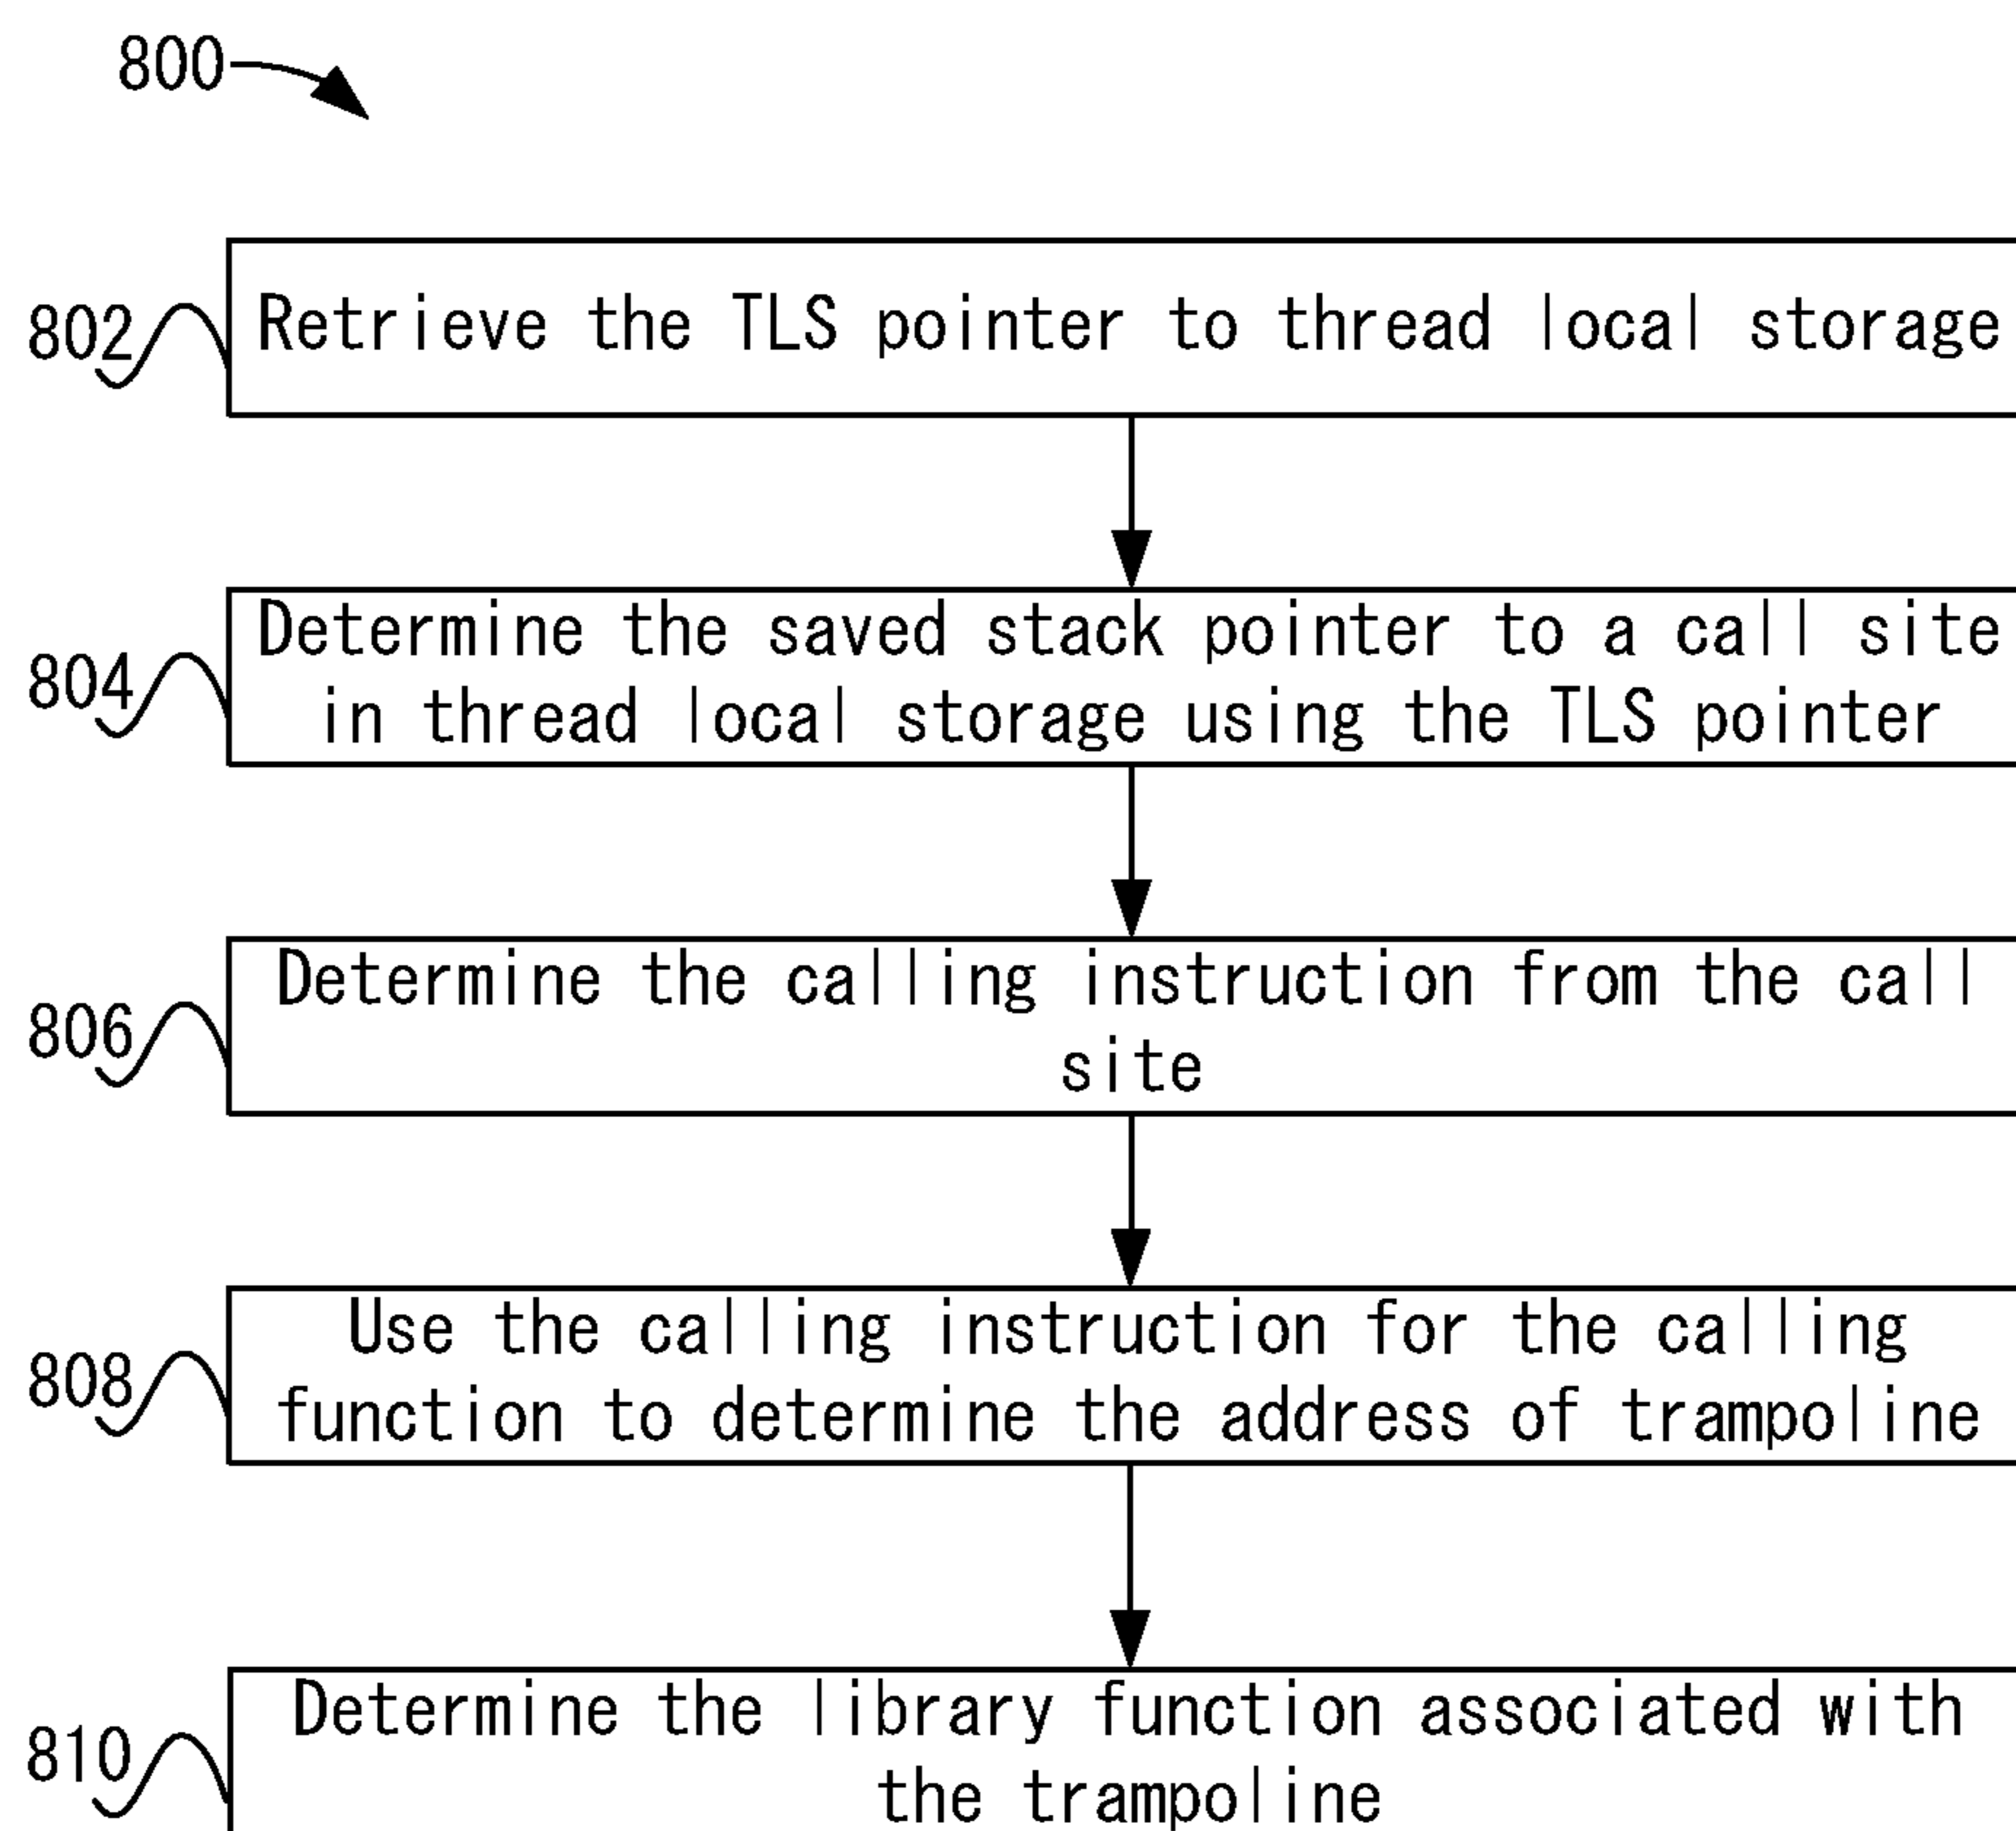 800
802
Retrieve the TLS pointer to thread local storage
804
Determine the saved stack pointer to a call site
in thread local storage using the TLS pointer
806
Determine the calling instruction from the call
site
808
Use the calling instruction for the calling
function to determine the address of trampoline
810
Determine the library function associated with
the trampoline